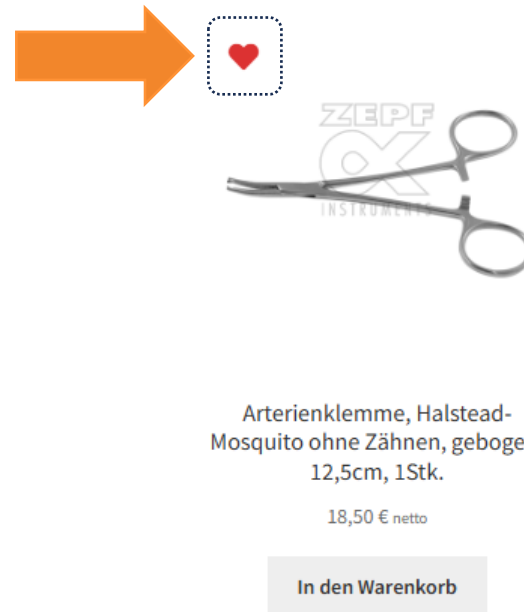 ZEPF
INSTRUMENTS
Arterienklemme, Halstead-
Mosquito ohne Zähnen, geboge
12,5cm, 1Stk.
18,50 € netto
In den Warenkorb